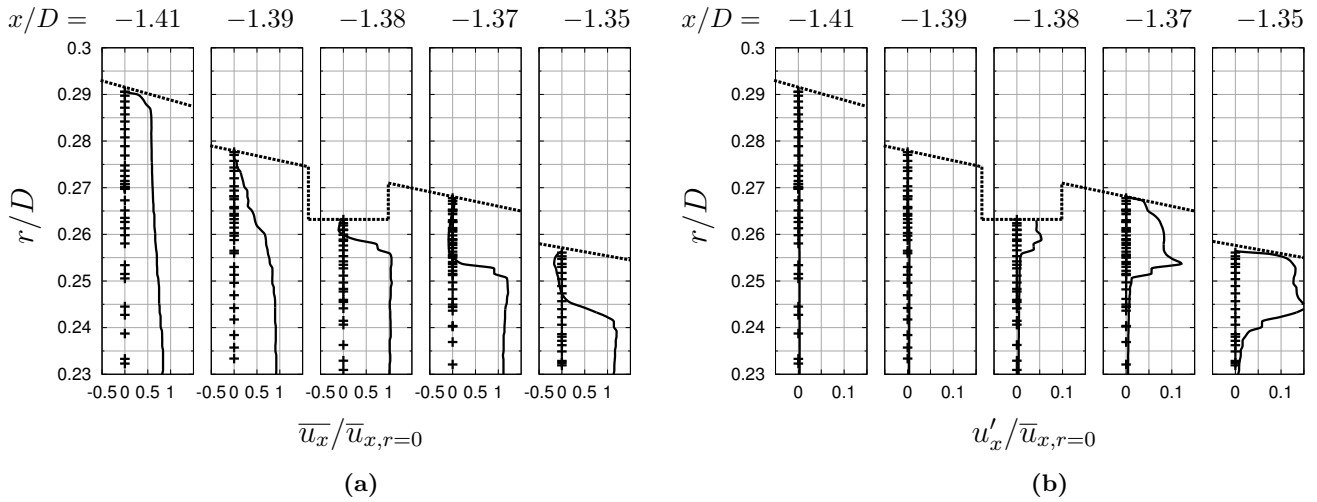 x/D = −1.41 −1.39 −1.38 −1.37 −1.35 x/D = −1.41 −1.39 −1.38 −1.37 −1.35
0.3 0.3
0.29 0.29
0.28 0.28
0.27 0.27
0.26 0.26
0.25 0.25
0.24 0.24
0.23 0.23
r/D r/D
-0.5 0 0.5 1 -0.5 0 0.5 1 -0.5 0 0.5 1 -0.5 0 0.5 1 -0.5 0 0.5 1 0 0.1 0 0.1 0 0.1 0 0.1 0 0.1
u̅ₓ/u̅ₓ,ᵣ₌₀ u′ₓ/u̅ₓ,ᵣ₌₀
(a) (b)